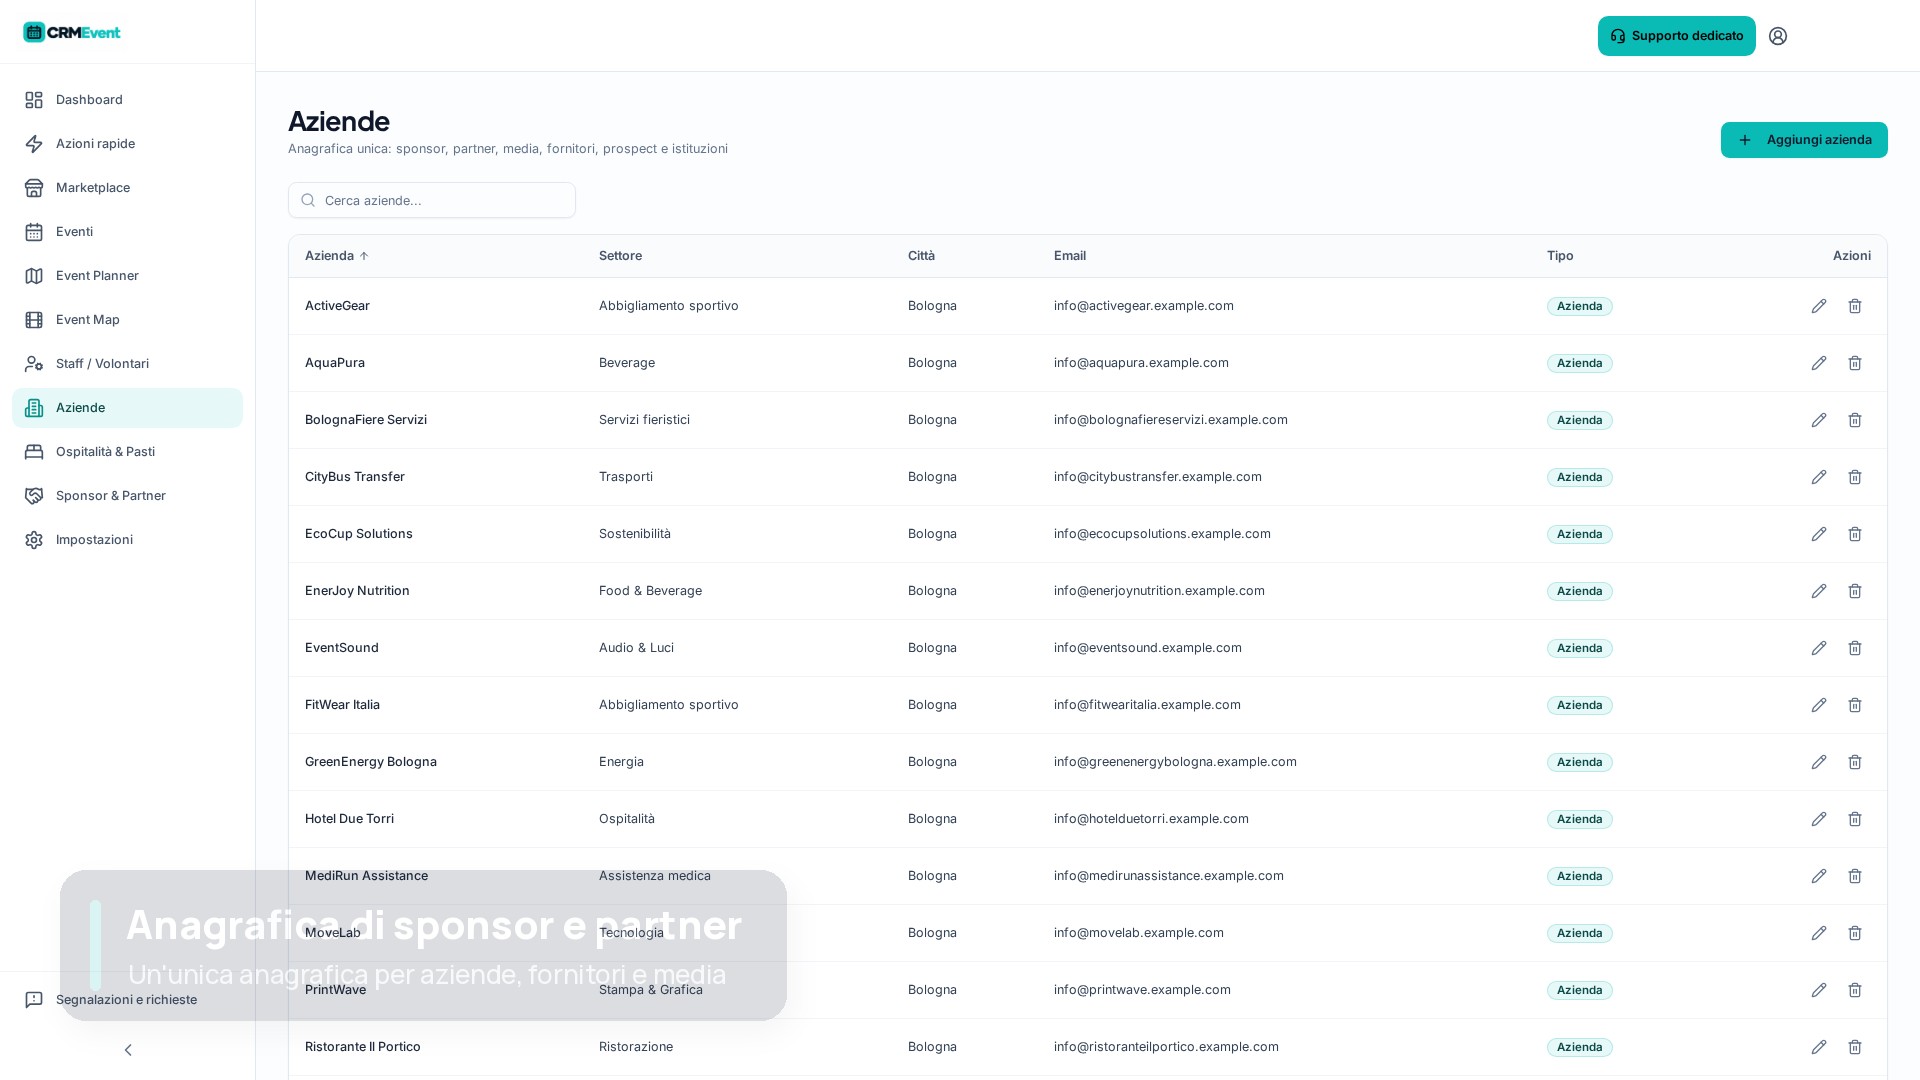 CRMEvent
Supporto dedicato
Dashboard
Azioni rapide
Marketplace
Eventi
Event Planner
Event Map
Staff / Volontari
Aziende
Ospitalità & Pasti
Sponsor & Partner
Impostazioni
Segnalazioni e richieste
Aziende
Anagrafica unica: sponsor, partner, media, fornitori, prospect e istituzioni
Aggiungi azienda
Cerca aziende...
Azienda Settore Città Email Tipo Azioni
ActiveGear Abbigliamento sportivo Bologna info@activegear.example.com Azienda
AquaPura Beverage Bologna info@aquapura.example.com Azienda
BolognaFiere Servizi Servizi fieristici Bologna info@bolognafiereservizi.example.com Azienda
CityBus Transfer Trasporti Bologna info@citybustransfer.example.com Azienda
EcoCup Solutions Sostenibilità Bologna info@ecocupsolutions.example.com Azienda
EnerJoy Nutrition Food & Beverage Bologna info@enerjoynutrition.example.com Azienda
EventSound Audio & Luci Bologna info@eventsound.example.com Azienda
FitWear Italia Abbigliamento sportivo Bologna info@fitwearitalia.example.com Azienda
GreenEnergy Bologna Energia Bologna info@greenenergybologna.example.com Azienda
Hotel Due Torri Ospitalità Bologna info@hotelduetorri.example.com Azienda
MediRun Assistance Assistenza medica Bologna info@medirunassistance.example.com Azienda
MoveLab Tecnologia Bologna info@movelab.example.com Azienda
PrintWave Stampa & Grafica Bologna info@printwave.example.com Azienda
Ristorante Il Portico Ristorazione Bologna info@ristoranteilportico.example.com Azienda
Anagrafica di sponsor e partner
Un'unica anagrafica per aziende, fornitori e media